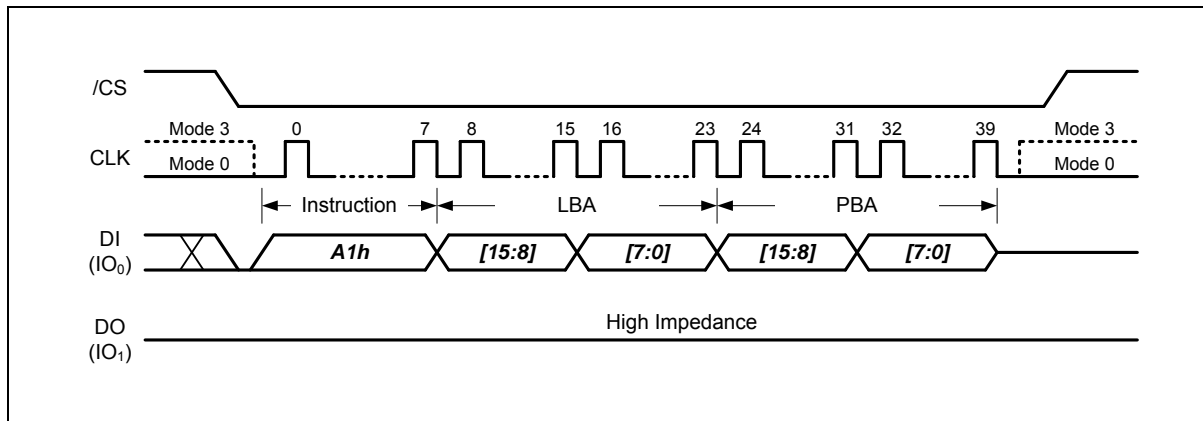 /CS
Mode 3 0 7 8 15 16 23 24 31 32 39 Mode 3
CLK Mode 0 Mode 0
Instruction LBA PBA
DI
(IO₀)
A1h [15:8] [7:0] [15:8] [7:0]
High Impedance
DO
(IO₁)